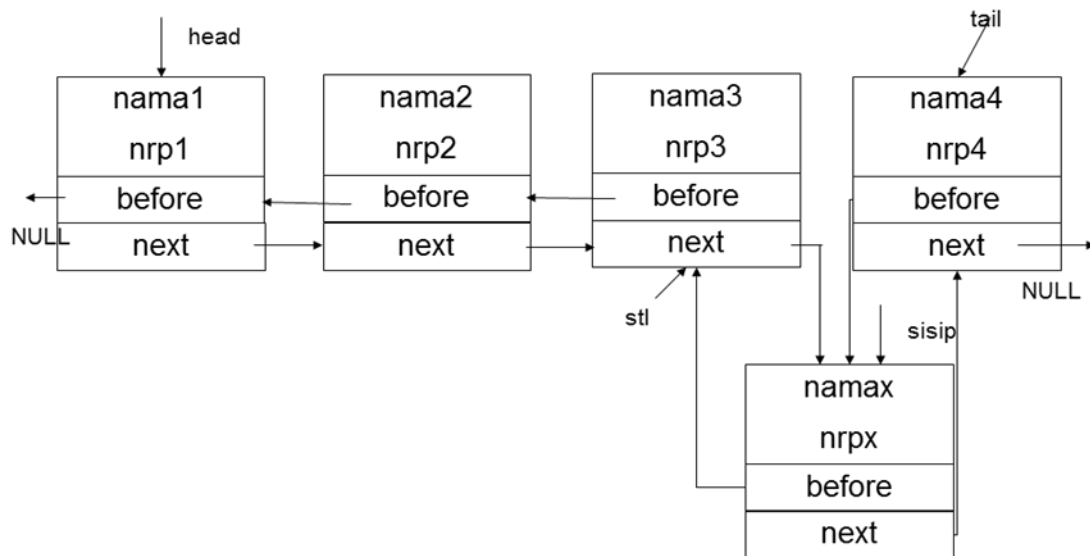 head
tail
nama1
nrp1
before
next
NULL
nama2
nrp2
before
next
nama3
nrp3
before
next
stl
nama4
nrp4
before
next
NULL
sisip
namax
nrpx
before
next